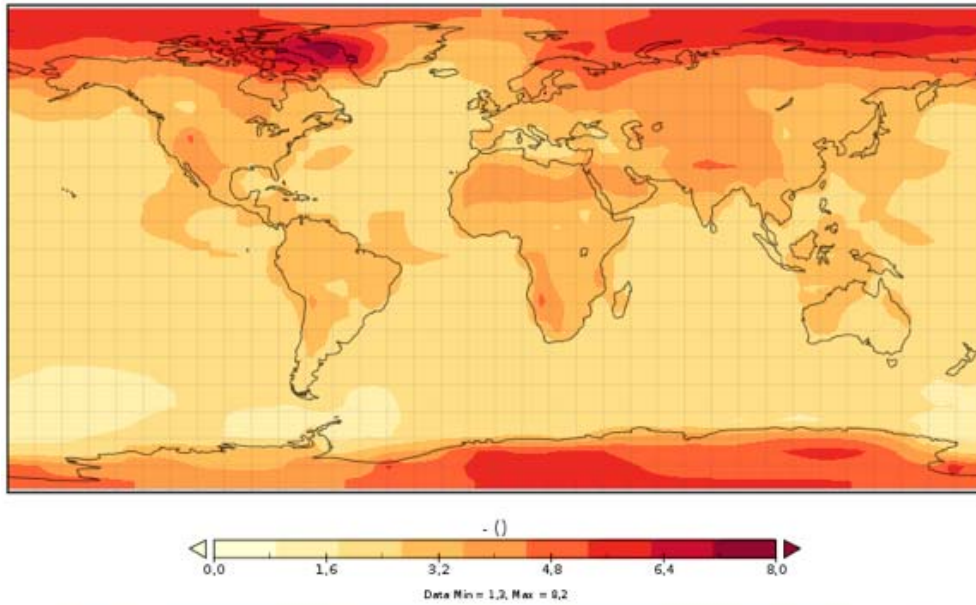 - ()
0,0 1,6 3,2 4,8 6,4 8,0
Data Min = 1,3, Max = 8,2